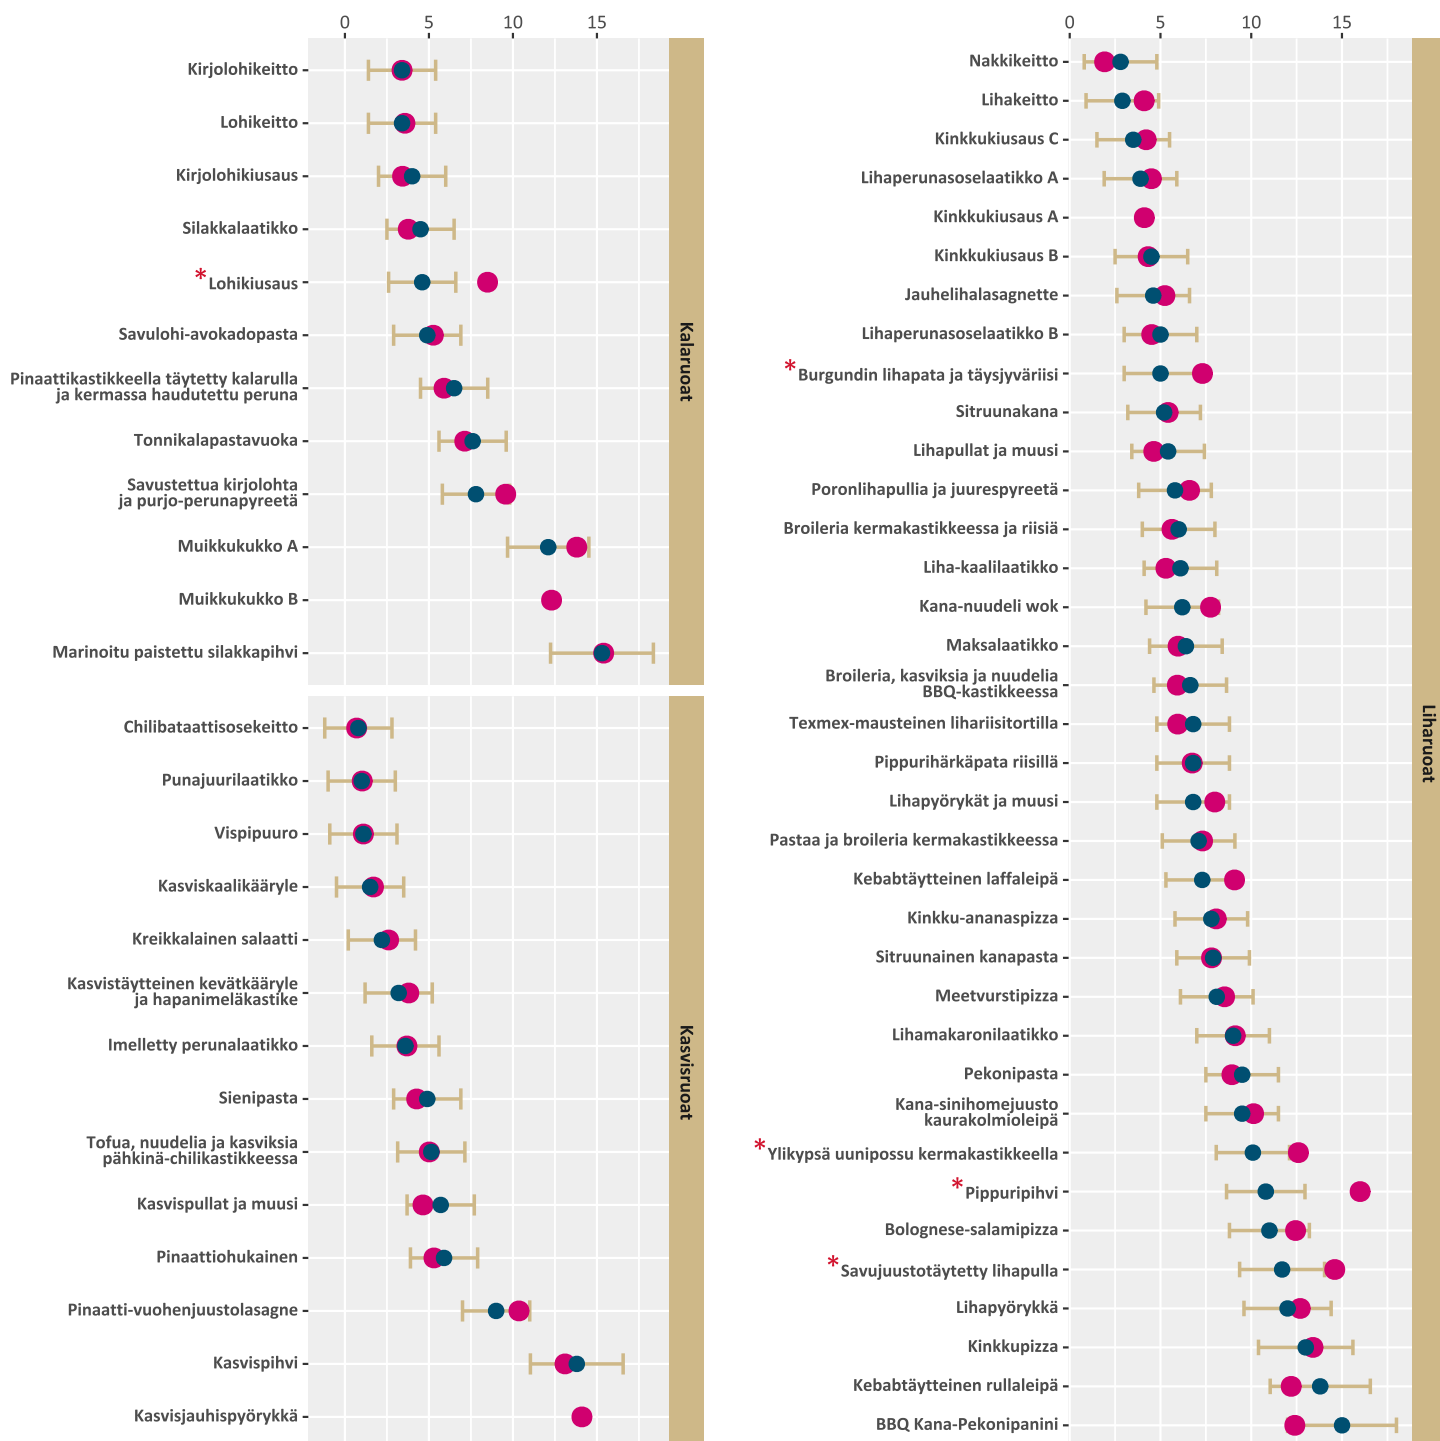 0 5 10 15
Kirjolohikeitto
Lohikeitto
Kirjolohikiusaus
Silakkalaatikko
*Lohikiusaus
Savulohi-avokadopasta
Pinaattikastikkeella täytetty kalarulla
ja kermassa haudutettu peruna
Tonnikalapastavuoka
Savustettua kirjolohta
ja purjo-perunapyreetä
Muikkukukko A
Muikkukukko B
Marinoitu paistettu silakkapihvi
Kalaruoat
Chilibataattisosekeitto
Punajuurilaatikko
Vispipuuro
Kasviskaalikääryle
Kreikkalainen salaatti
Kasvistäytteinen kevätkääryle
ja hapanimeläkastike
Imelletty perunalaatikko
Sienipasta
Tofua, nuudelia ja kasviksia
pähkinä-chilikastikkeessa
Kasvispullat ja muusi
Pinaattiohukainen
Pinaatti-vuohenjuustolasagne
Kasvispihvi
Kasvisjauhispyörykkä
Kasvisruoat
0 5 10 15
Nakkikeitto
Lihakeitto
Kinkkukiusaus C
Lihaperunasoselaatikko A
Kinkkukiusaus A
Kinkkukiusaus B
Jauhelihalasagnette
Lihaperunasoselaatikko B
*Burgundin lihapata ja täysjyväriisi
Sitruunakana
Lihapullat ja muusi
Poronlihapullia ja juurespyreetä
Broileria kermakastikkeessa ja riisiä
Liha-kaalilaatikko
Kana-nuudeli wok
Maksalaatikko
Broileria, kasviksia ja nuudelia
BBQ-kastikkeessa
Texmex-mausteinen lihariisitortilla
Pippurihärkäpata riisillä
Lihapyörykät ja muusi
Pastaa ja broileria kermakastikkeessa
Kebabtäytteinen laffaleipä
Kinkku-ananaspizza
Sitruunainen kanapasta
Meetvurstipizza
Lihamakaronilaatikko
Pekonipasta
Kana-sinihomejuusto
kaurakolmioleipä
*Ylikypsä uunipossu kermakastikkeella
*Pippuripihvi
Bolognese-salamipizza
*Savujuustotäytetty lihapulla
Lihapyörykkä
Kinkkupizza
Kebabtäytteinen rullaleipä
BBQ Kana-Pekonipanini
Liharuoat